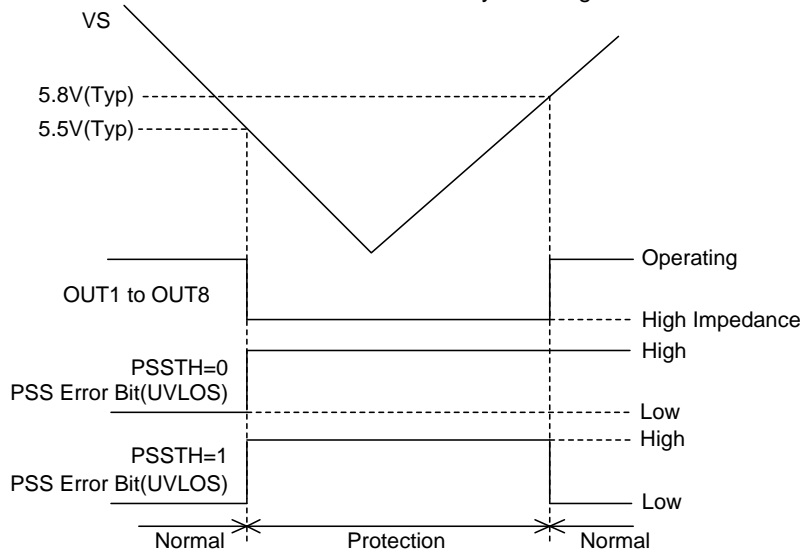 VS
5.8V(Typ)
5.5V(Typ)
Operating
OUT1 to OUT8
High Impedance
High
PSSTH=0
PSS Error Bit(UVLOS)
Low
High
PSSTH=1
PSS Error Bit(UVLOS)
Low
Normal Protection Normal